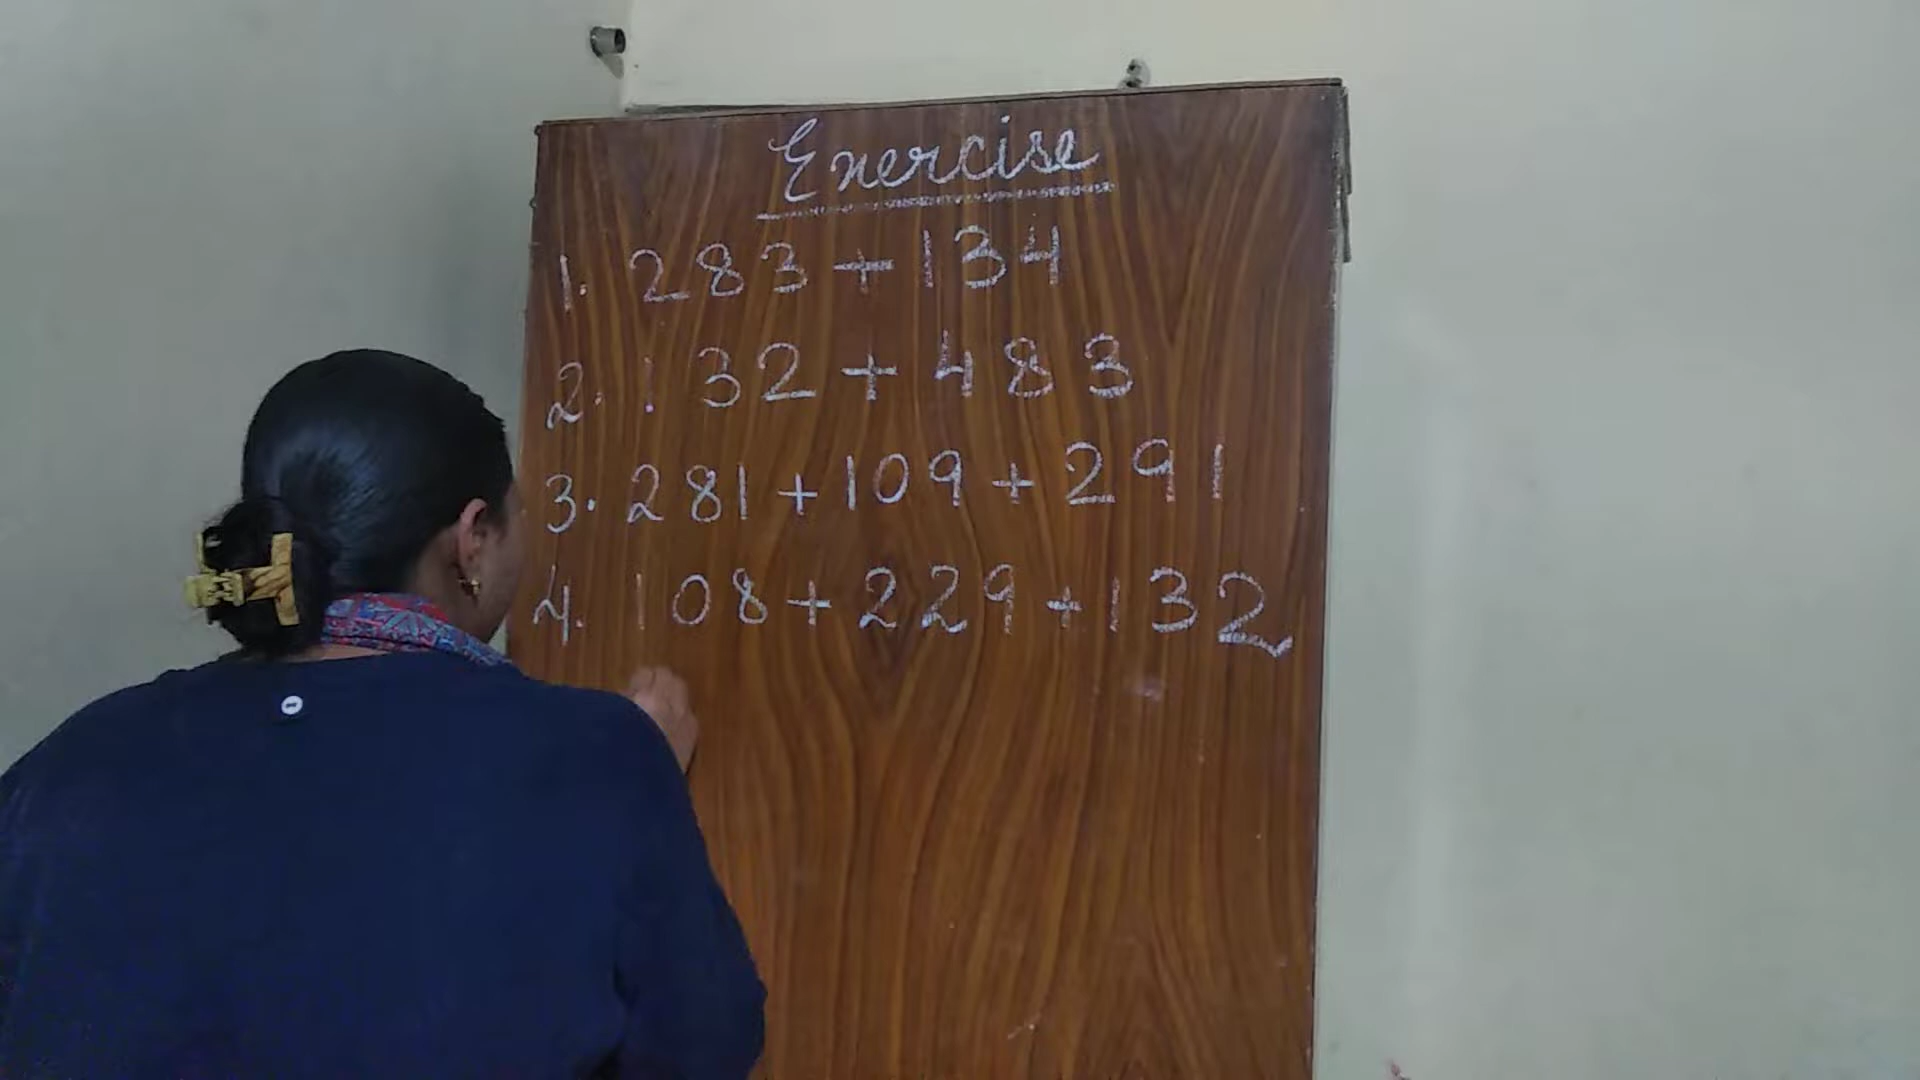 Exercise
1. 283+134
2. 132+483
3. 281+109+291
4. 108+229+132